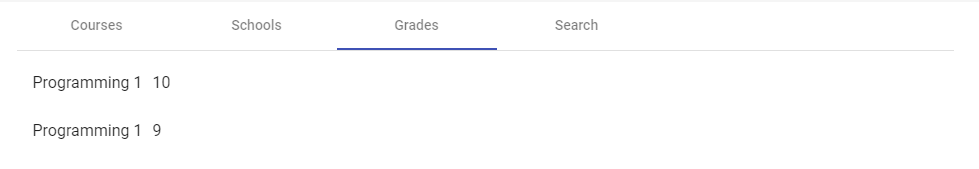 Courses Schools Grades Search
Programming 1 10
Programming 1 9